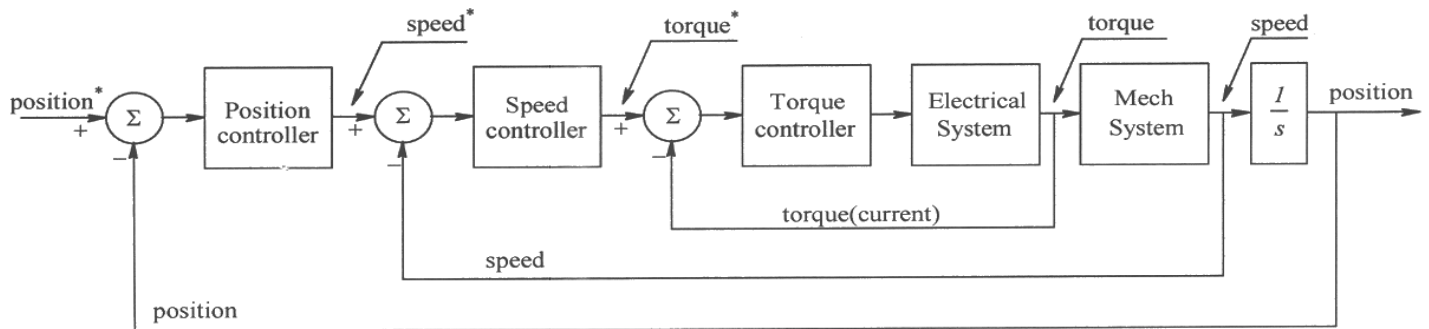 speed*
torque*
torque
speed
position*
+
−
Σ
Position
controller
+
−
Σ
Speed
controller
+
−
Σ
Torque
controller
Electrical
System
Mech
System
1
s
position
torque(current)
speed
position